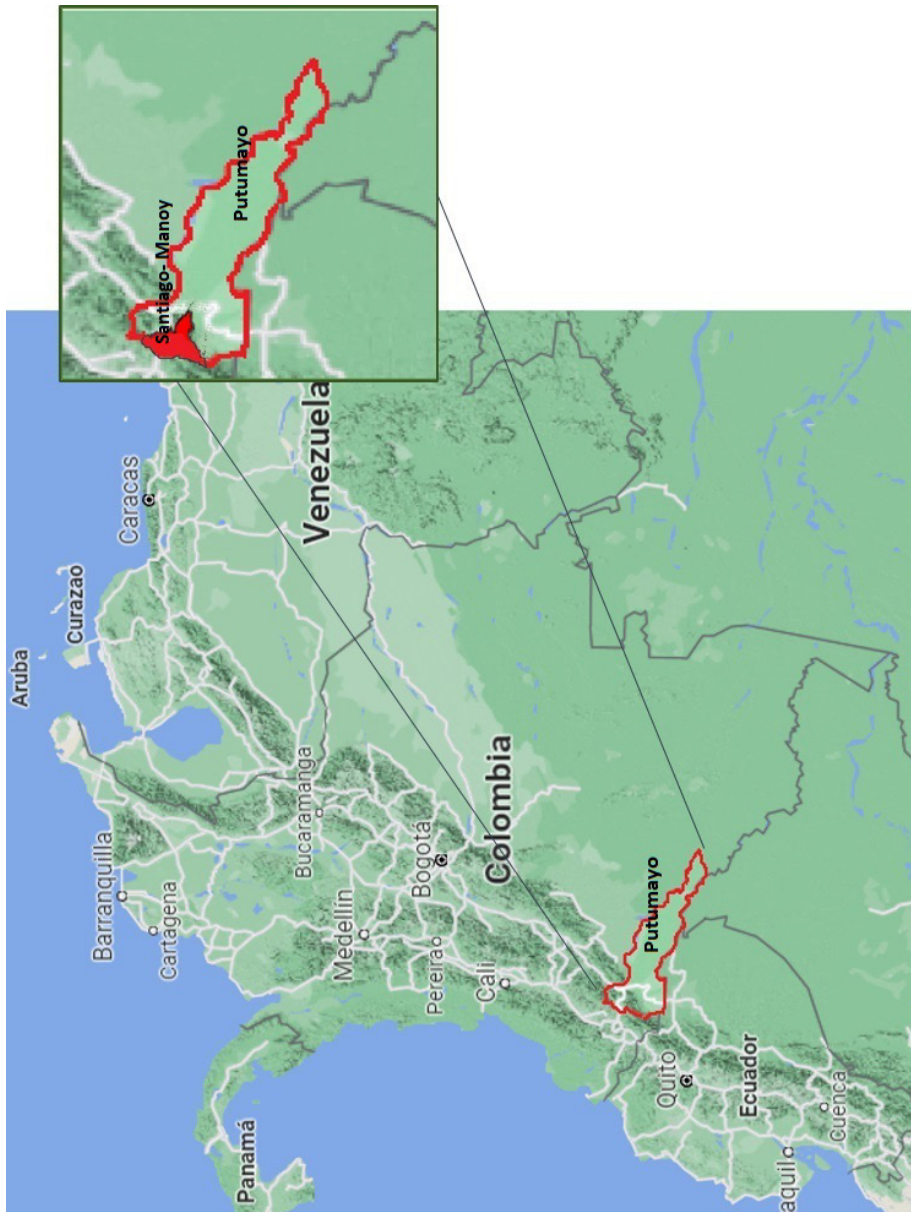 Santiago- Manoy
Putumayo
Aruba
Curazao
Caracas
Barranquilla
Cartagena
Venezuela
Panamá
Bucaramanga
Medellín
Bogotá
Pereira
Colombia
Cali
Putumayo
Quito
Ecuador
aquil
Cuenca